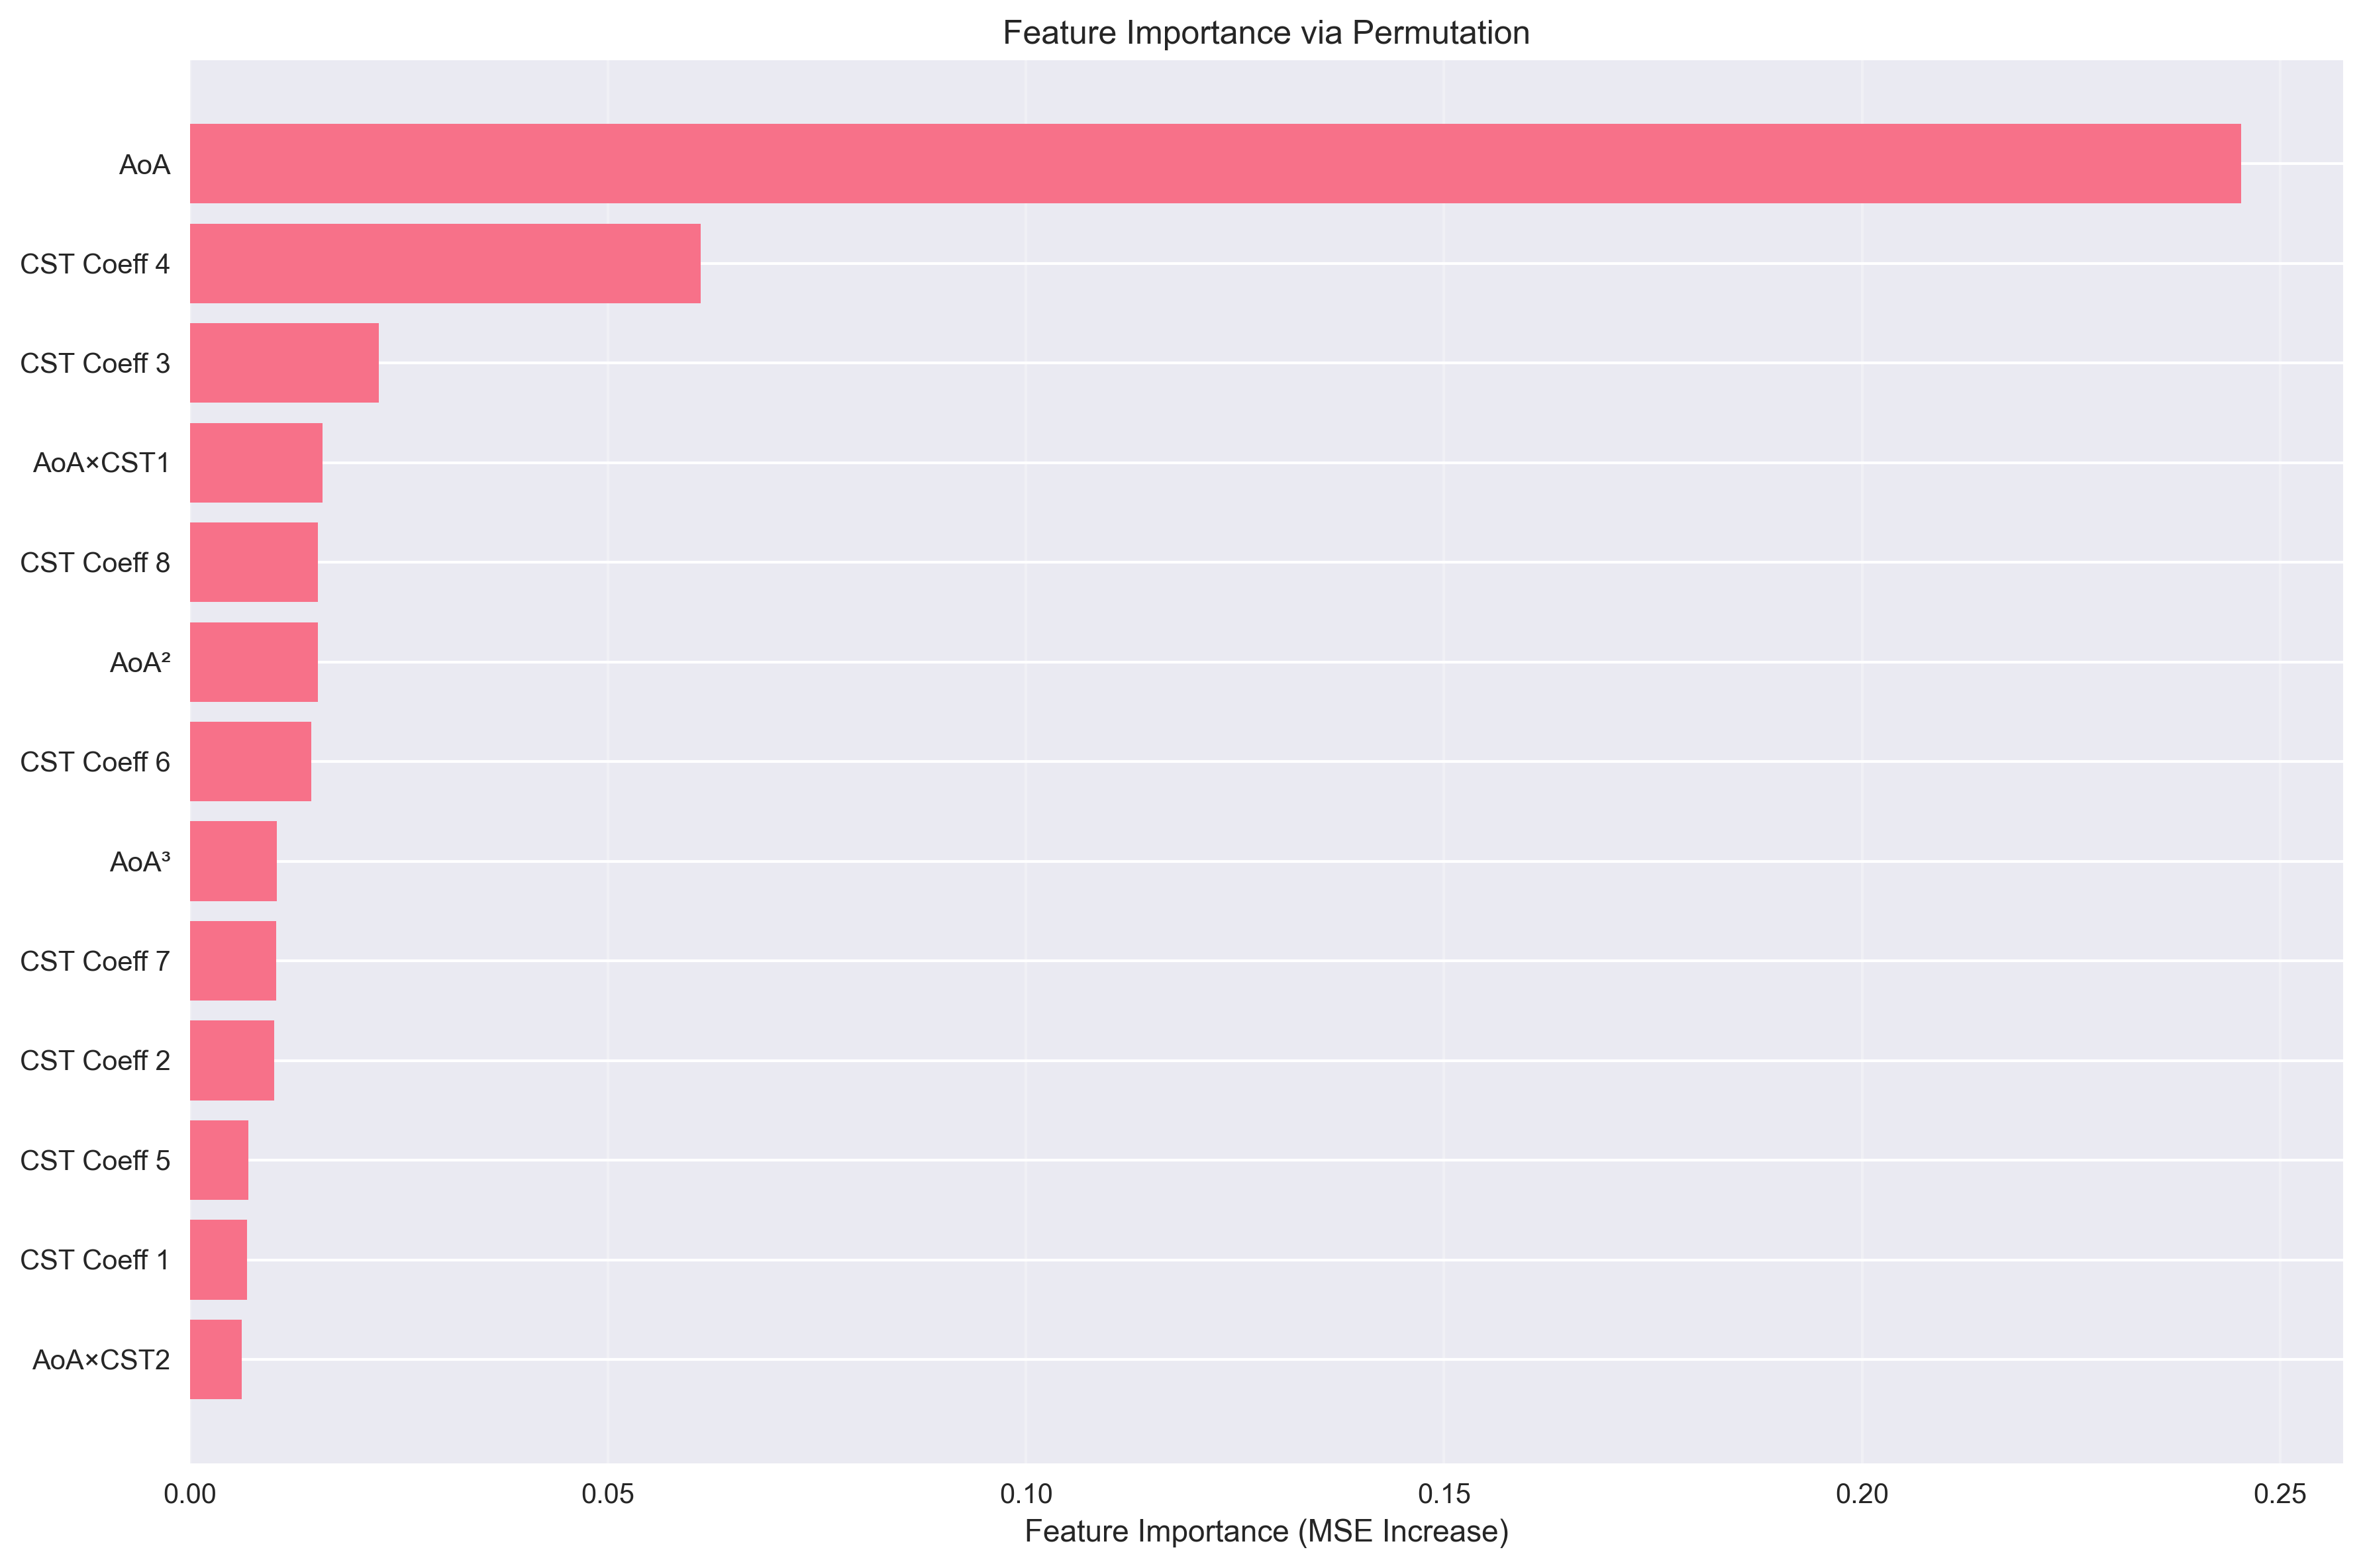 Feature Importance via Permutation
AoA
CST Coeff 4
CST Coeff 3
AoA×CST1
CST Coeff 8
AoA²
CST Coeff 6
AoA³
CST Coeff 7
CST Coeff 2
CST Coeff 5
CST Coeff 1
AoA×CST2
0.00 0.05 0.10 0.15 0.20 0.25
Feature Importance (MSE Increase)